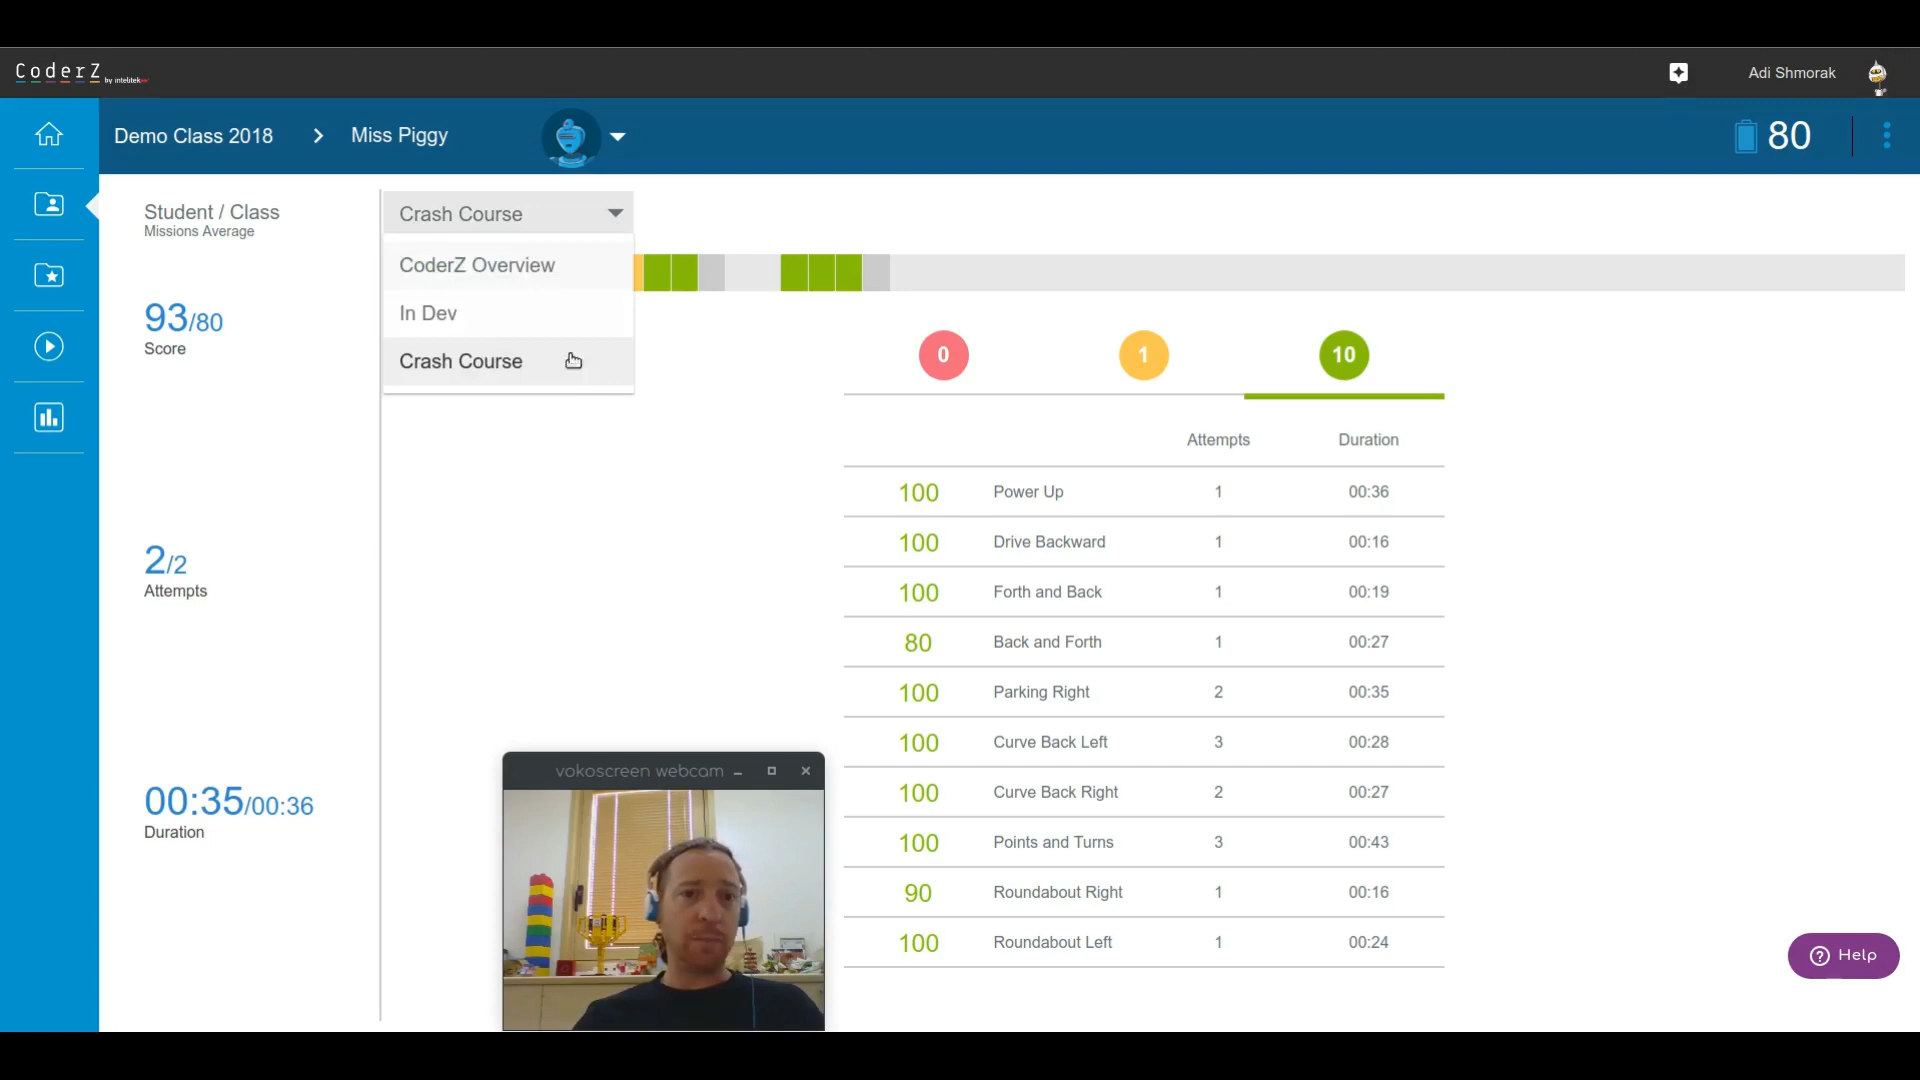 CoderZ by intelitek
Adi Shmorak
Demo Class 2018 > Miss Piggy
80
Student / Class
Missions Average
93/80
Score
2/2
Attempts
00:35/00:36
Duration
Crash Course
CoderZ Overview
In Dev
Crash Course
0 1 10
Attempts Duration
100 Power Up 1 00:36
100 Drive Backward 1 00:16
100 Forth and Back 1 00:19
80 Back and Forth 1 00:27
100 Parking Right 2 00:35
100 Curve Back Left 3 00:28
100 Curve Back Right 2 00:27
100 Points and Turns 3 00:43
90 Roundabout Right 1 00:16
100 Roundabout Left 1 00:24
vokoscreen webcam
? Help